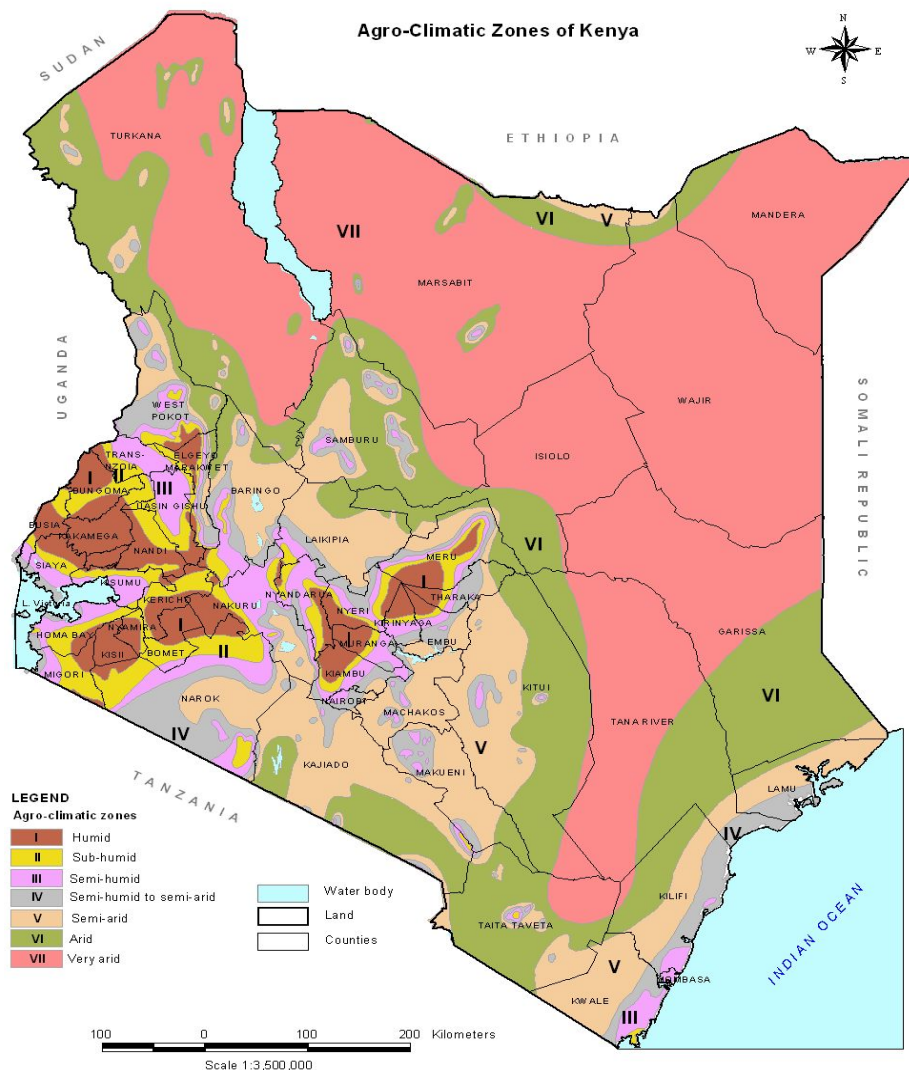 Agro-Climatic Zones of Kenya
N
W E
S
SUDAN
ETHIOPIA
TURKANA
MANDERA
VI V
VII
MARSABIT
UGANDA
WAJIR
SOMALI REPUBLIC
WEST
POKOT
SAMBURU
ISIOLO
TRANS-
NZOIA
ELGEYO
MARAKWET
I II
III
BUNGOMA
UASIN GISHU
BARINGO
BUSIA
KAKAMEGA
NANDI
LAIKIPIA
MERU
VI
SIAYA
KISUMU
I
L. Victoria
KERICHO
NAKURU
NYANDARUA
NYERI
THARAKA
KIRINYAGA
HOMA BAY
NYAMIRA
I
I
MURANGA
EMBU
GARISSA
KISII
BOMET
II
KIAMBU
MIGORI
NAROK
NAIROBI
KITUI
VI
MACHAKOS
TANA RIVER
IV
V
KAJIADO
MAKUENI
TANZANIA
LAMU
IV
KILIFI
TAITA TAVETA
V
MOMBASA
KWALE
III
INDIAN OCEAN
LEGEND
Agro-climatic zones
I Humid
II Sub-humid
III Semi-humid
IV Semi-humid to semi-arid
V Semi-arid
VI Arid
VII Very arid
Water body
Land
Counties
100 0 100 200 Kilometers
Scale 1:3,500,000